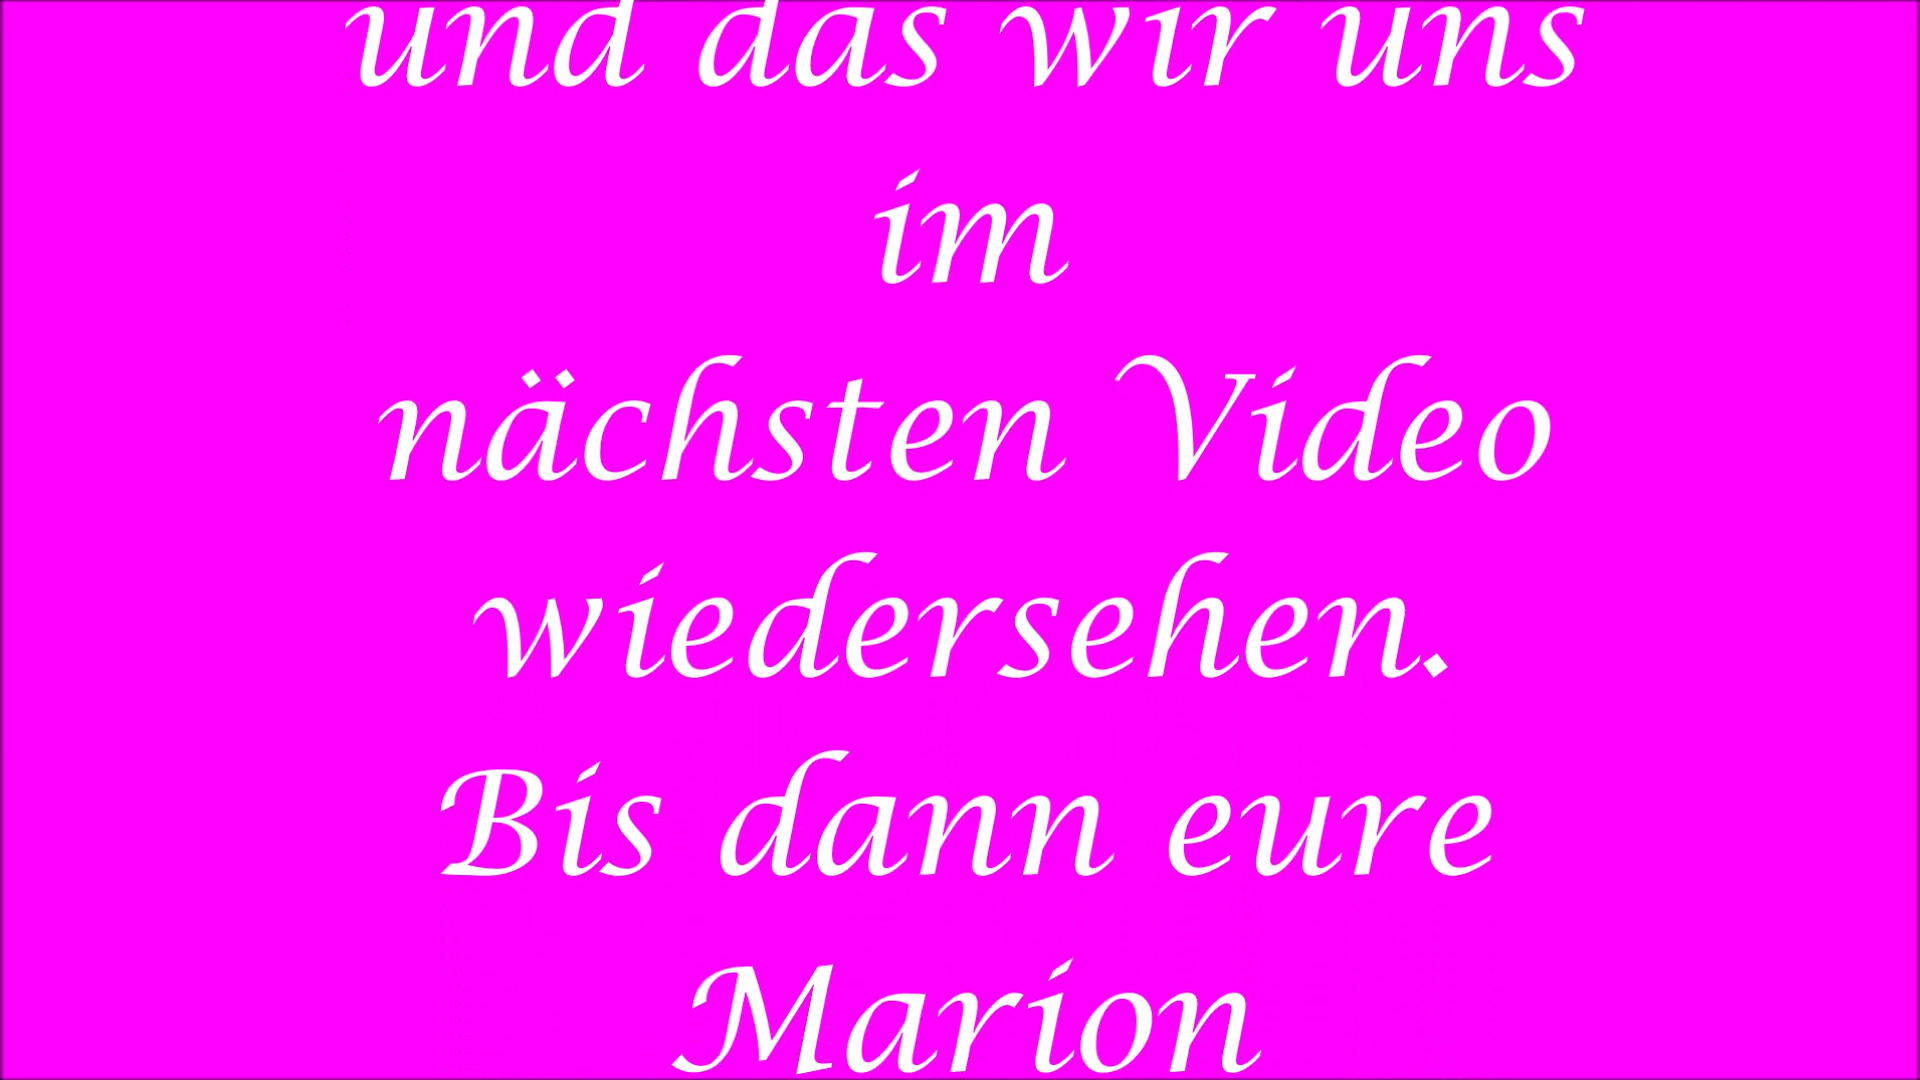 und das wir uns
im
nächsten Video
wiedersehen.
Bis dann eure
Marion